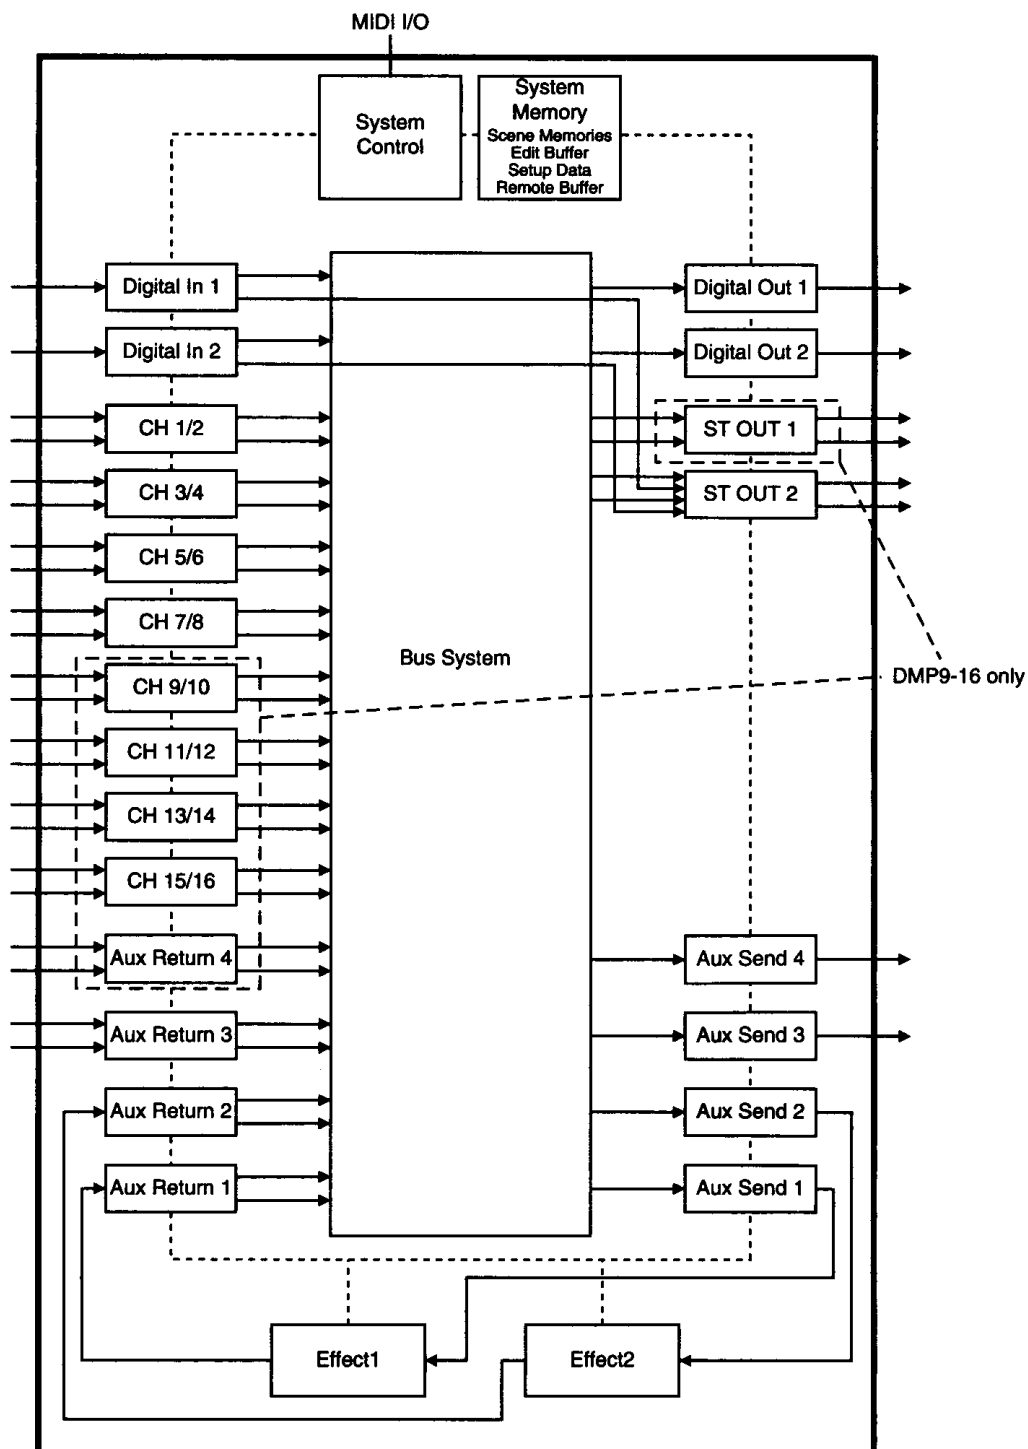 MIDI I/O
System
Control
System
Memory
Scene Memories
Edit Buffer
Setup Data
Remote Buffer
Digital In 1
Digital In 2
CH 1/2
CH 3/4
CH 5/6
CH 7/8
CH 9/10
CH 11/12
CH 13/14
CH 15/16
Aux Return 4
Aux Return 3
Aux Return 2
Aux Return 1
Bus System
Digital Out 1
Digital Out 2
ST OUT 1
ST OUT 2
DMP9-16 only
Aux Send 4
Aux Send 3
Aux Send 2
Aux Send 1
Effect1
Effect2